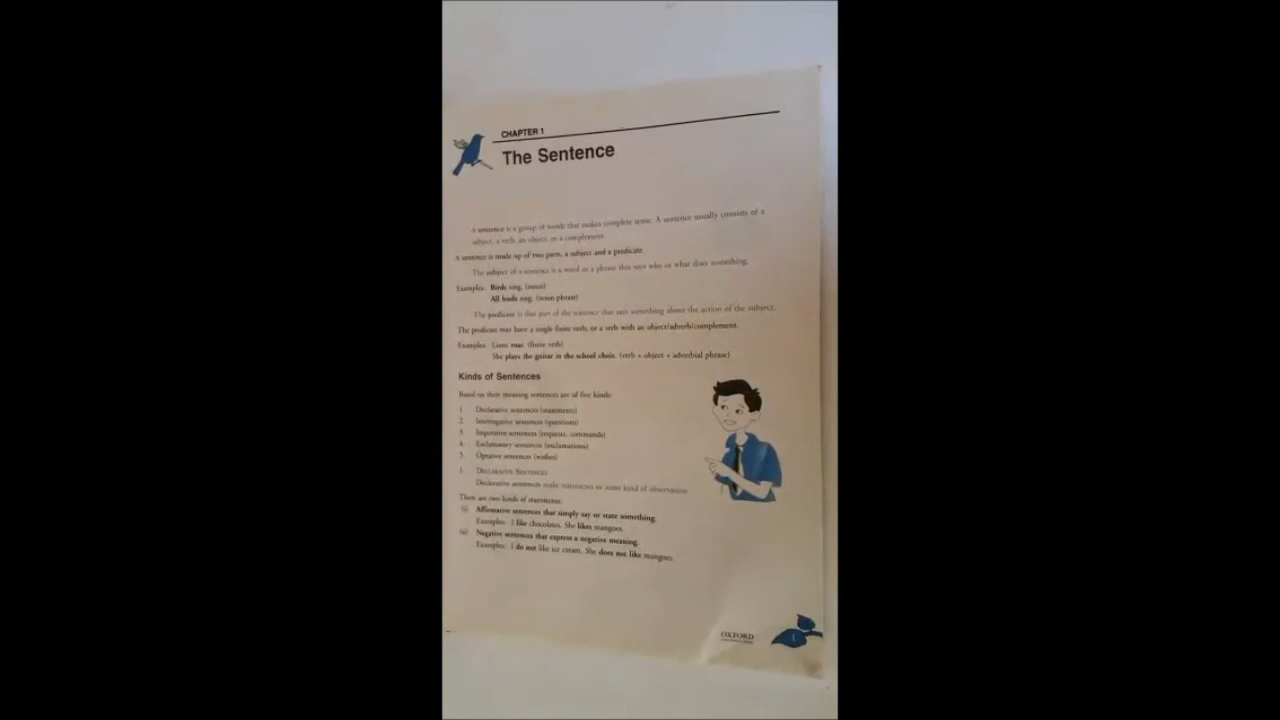 CHAPTER 1
The Sentence
A sentence is a group of words that makes complete sense. A sentence usually consists of a
subject, a verb, an object, or a complement.
A sentence is made up of two parts, a subject and a predicate.
The subject of a sentence is a word or a phrase that says who or what does something.
Examples: Birds sing. (noun)
All birds sing. (noun phrase)
The predicate is that part of the sentence that says something about the action of the subject.
The predicate may have a single finite verb, or a verb with an object/adverb/complement.
Examples: Lions roar. (finite verb)
She plays the guitar in the school choir. (verb + object + adverbial phrase)
Kinds of Sentences
Based on their meaning sentences are of five kinds:
1. Declarative sentences (statements)
2. Interrogative sentences (questions)
3. Imperative sentences (requests, commands)
4. Exclamatory sentences (exclamations)
5. Optative sentences (wishes)
1. DECLARATIVE SENTENCES
Declarative sentences make statements or some kind of observation.
There are two kinds of statements:
(i) Affirmative sentences that simply say or state something.
Examples: I like chocolates. She likes mangoes.
(ii) Negative sentences that express a negative meaning.
Examples: I do not like ice cream. She does not like mangoes.
OXFORD
1